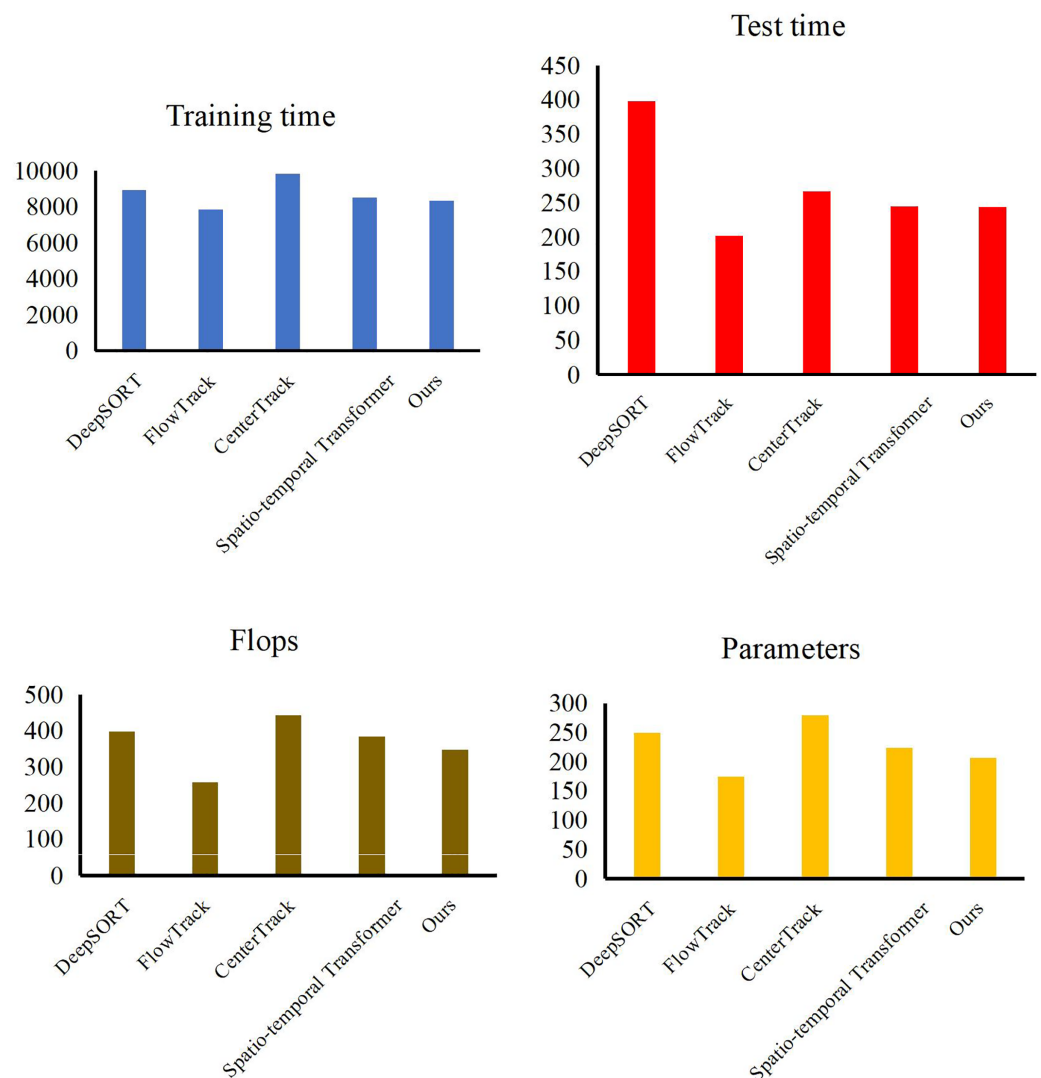 Training time
10000
8000
6000
4000
2000
0
DeepSORT
FlowTrack
CenterTrack
Spatio-temporal Transformer
Ours
Test time
450
400
350
300
250
200
150
100
50
0
DeepSORT
FlowTrack
CenterTrack
Spatio-temporal Transformer
Ours
Flops
500
400
300
200
100
0
DeepSORT
FlowTrack
CenterTrack
Spatio-temporal Transformer
Ours
Parameters
300
250
200
150
100
50
0
DeepSORT
FlowTrack
CenterTrack
Spatio-temporal Transformer
Ours